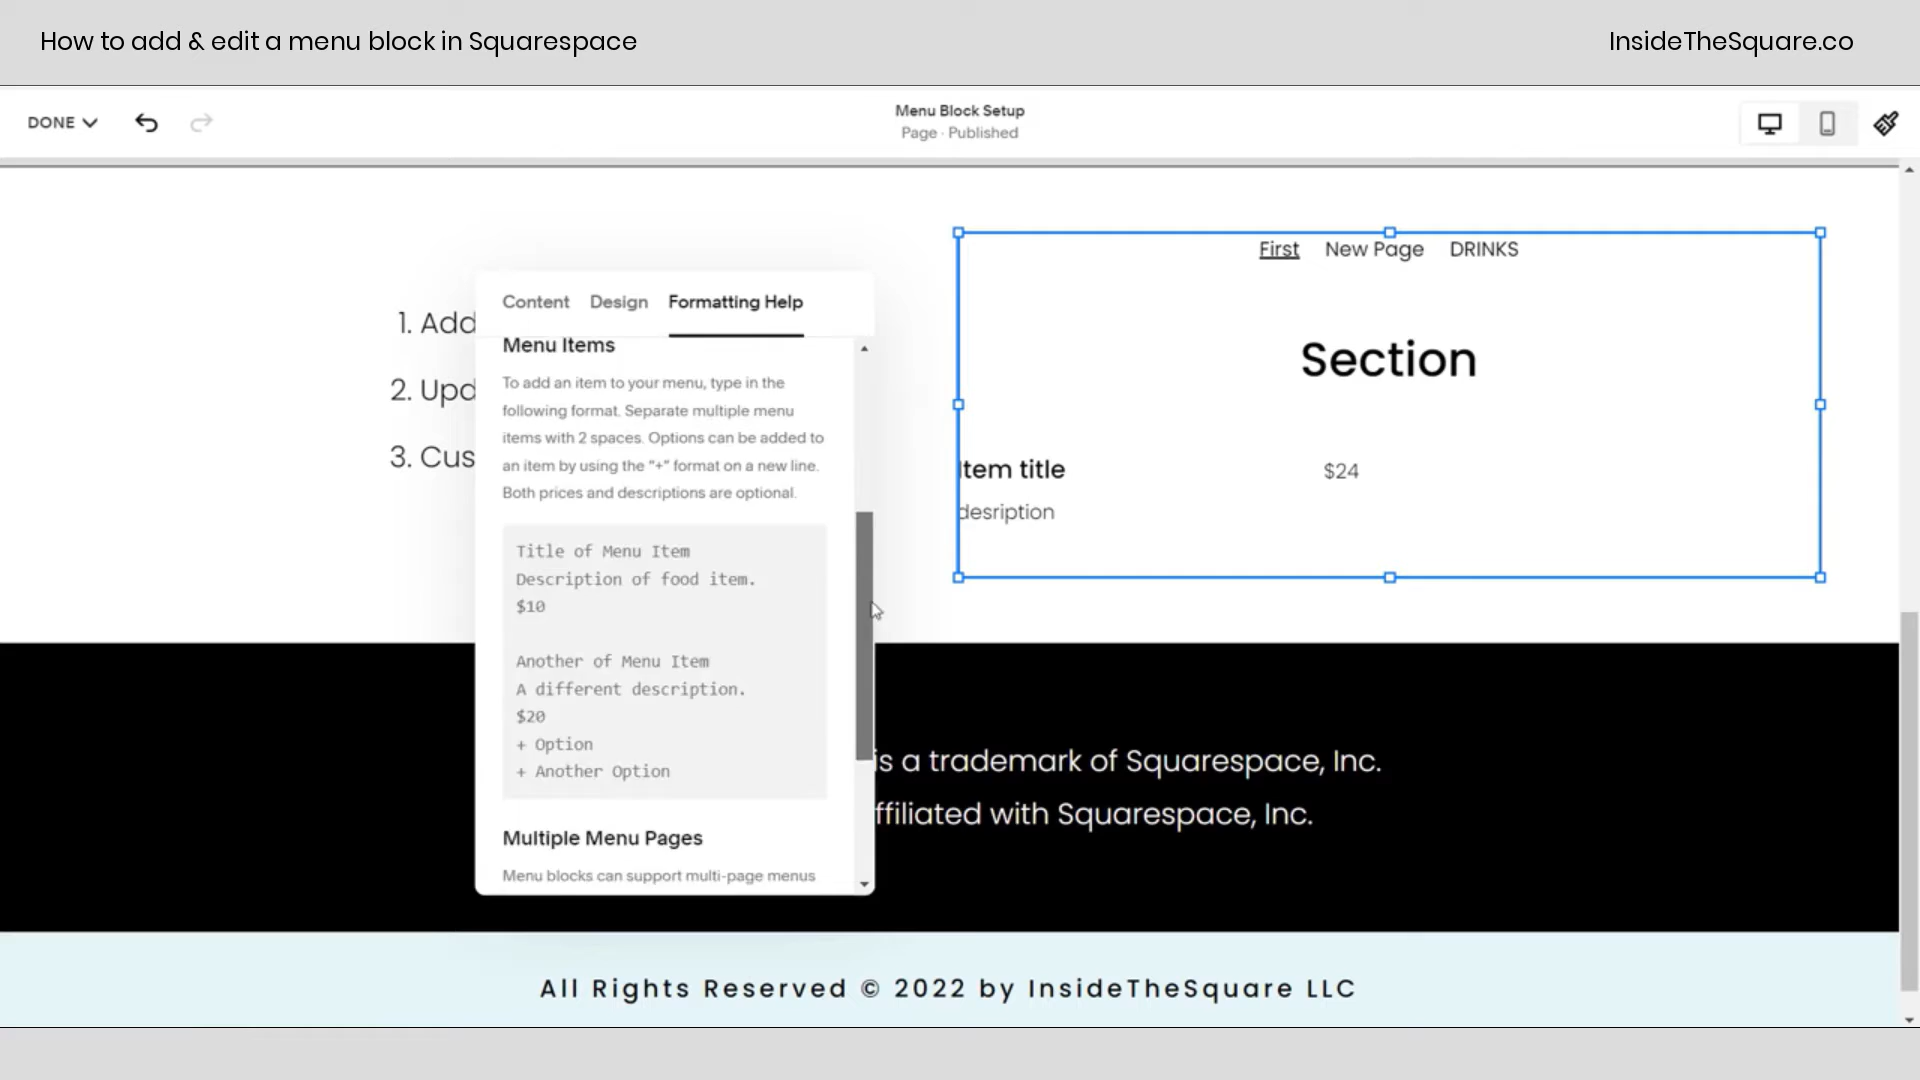 How to add & edit a menu block in Squarespace
InsideTheSquare.co
DONE
Menu Block Setup
Page · Published
First New Page DRINKS
Section
Item title $24
desription
1. Add
2. Upd
3. Cus
Content Design Formatting Help
Menu Items
To add an item to your menu, type in the
following format. Separate multiple menu
items with 2 spaces. Options can be added to
an item by using the "+" format on a new line.
Both prices and descriptions are optional.
Title of Menu Item
Description of food item.
$10
Another of Menu Item
A different description.
$20
+ Option
+ Another Option
Multiple Menu Pages
Menu blocks can support multi-page menus
is a trademark of Squarespace, Inc.
ffiliated with Squarespace, Inc.
All Rights Reserved © 2022 by InsideTheSquare LLC